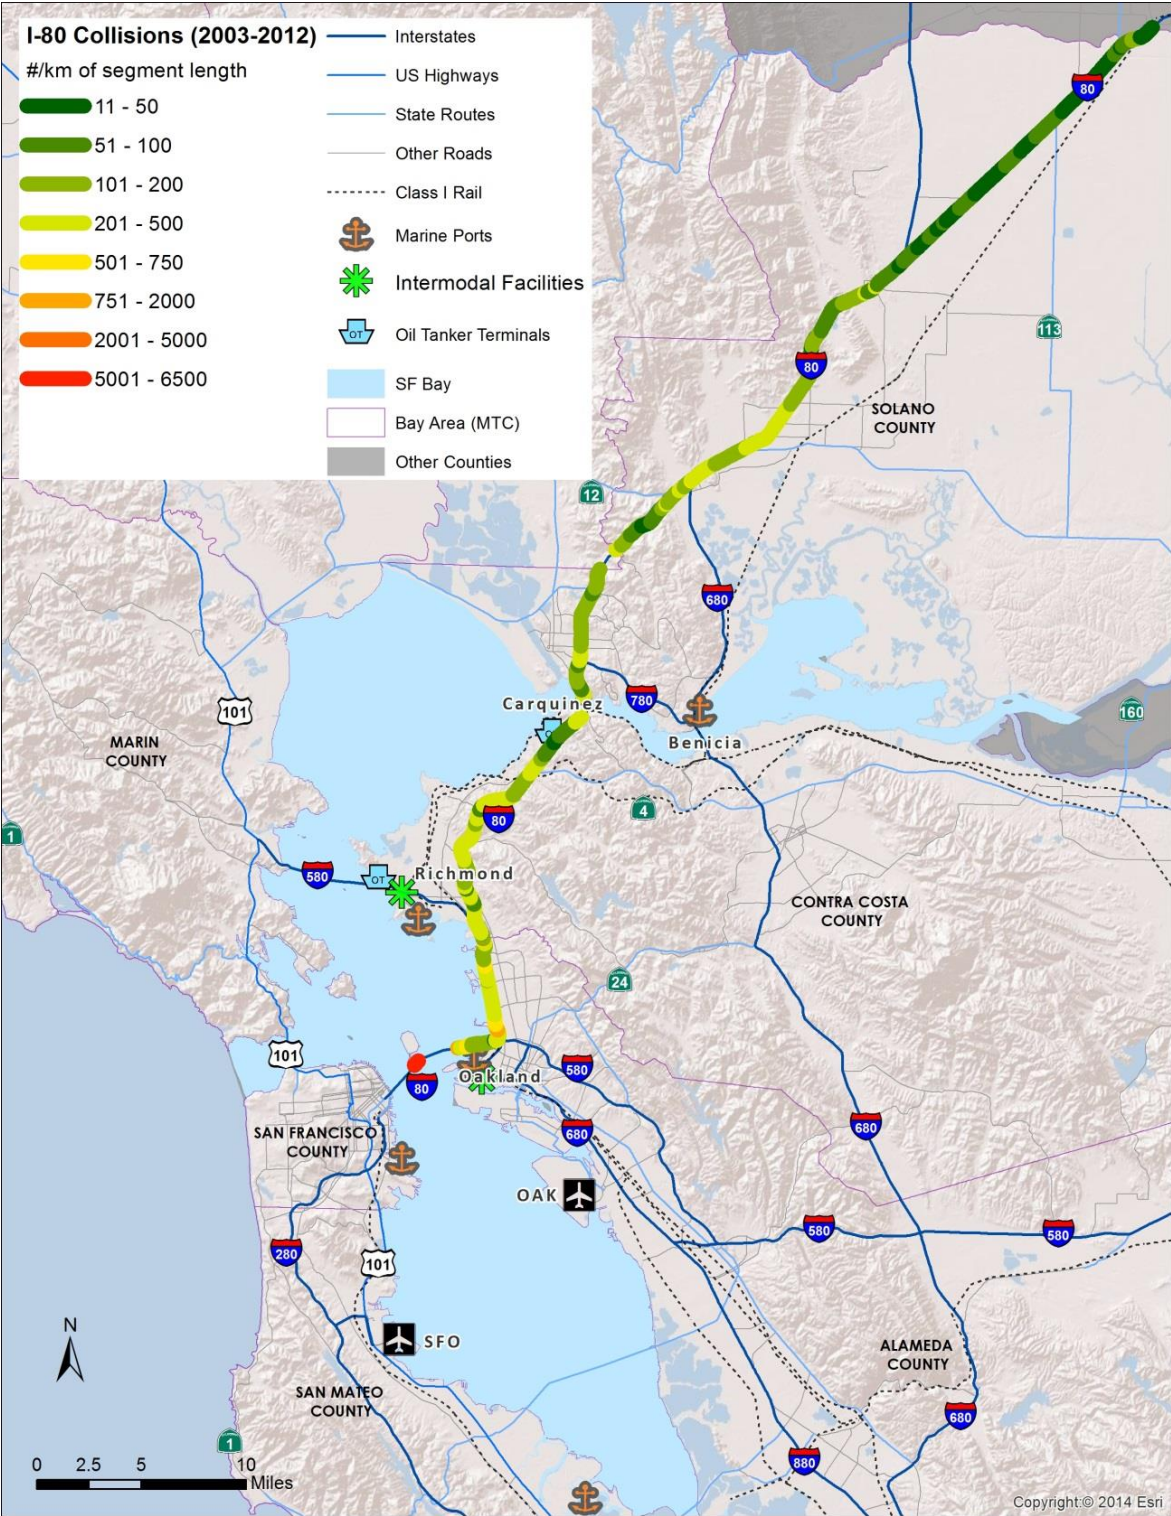 I-80 Collisions (2003-2012)
#/km of segment length
11 - 50
51 - 100
101 - 200
201 - 500
501 - 750
751 - 2000
2001 - 5000
5001 - 6500
Interstates
US Highways
State Routes
Other Roads
Class I Rail
Marine Ports
Intermodal Facilities
OT
Oil Tanker Terminals
SF Bay
Bay Area (MTC)
Other Counties
80
113
80
SOLANO
COUNTY
12
680
780
Carquinez
101
160
MARIN
COUNTY
Benicia
80
4
1
580
OT
Richmond
CONTRA COSTA
COUNTY
24
101
580
Oakland
80
680
680
SAN FRANCISCO
COUNTY
OAK
580
580
280
101
SFO
N
ALAMEDA
COUNTY
SAN MATEO
COUNTY
680
1
880
0 2.5 5 10
Miles
Copyright:© 2014 Esri